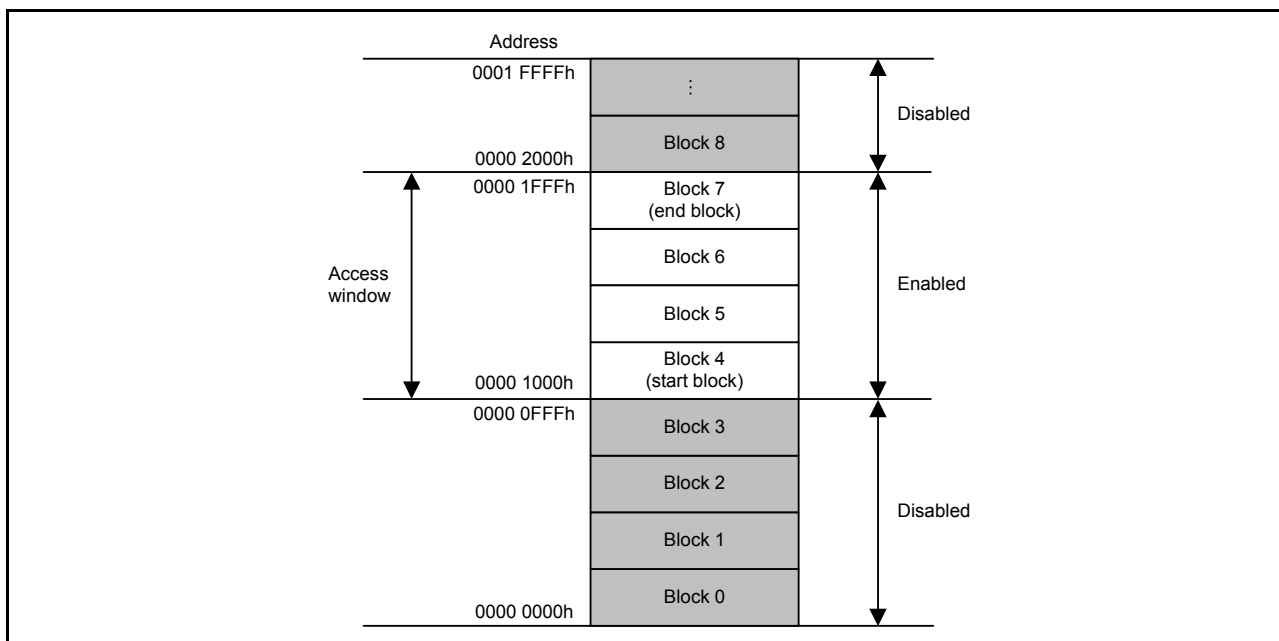 Address
0001 FFFFh
⋮
Disabled
Block 8
0000 2000h
0000 1FFFh
Block 7
(end block)
Block 6
Access
window
Enabled
Block 5
Block 4
(start block)
0000 1000h
0000 0FFFh
Block 3
Block 2
Disabled
Block 1
Block 0
0000 0000h